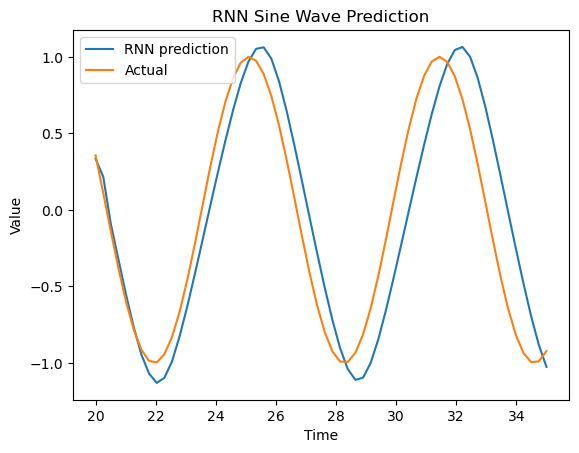 RNN Sine Wave Prediction
RNN prediction
Actual
1.0
0.5
0.0
−0.5
−1.0
Value
20 22 24 26 28 30 32 34
Time